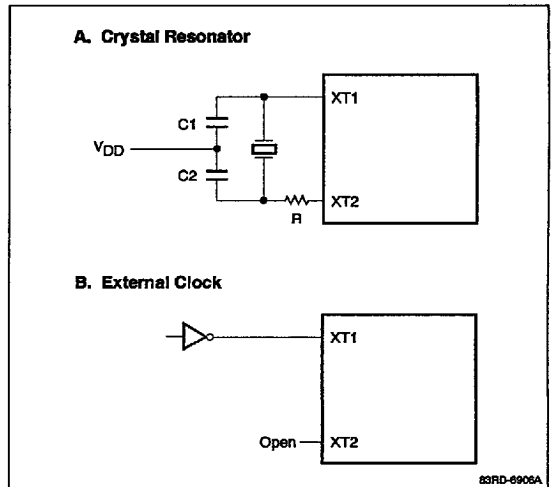 A. Crystal Resonator
XT1
C1
VDD
C2
XT2
R
B. External Clock
XT1
Open
XT2
83RD-6906A